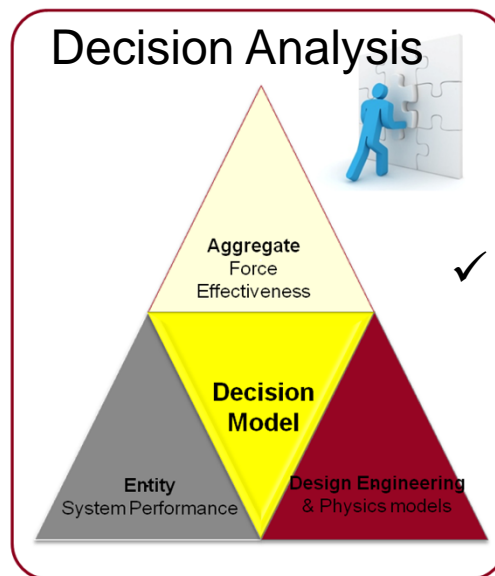 Decision Analysis
Aggregate
Force
Effectiveness
✓
Decision
Model
Entity
System Performance
Design Engineering
& Physics models